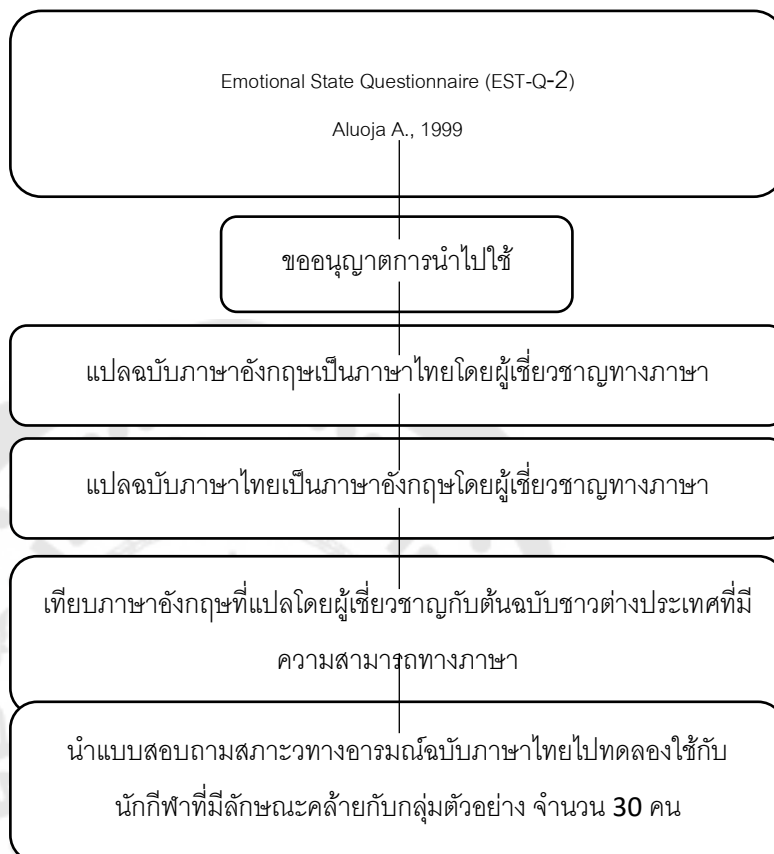 Emotional State Questionnaire (EST-Q-2)
Aluoja A., 1999
ขออนุญาตการนำไปใช้
แปลฉบับภาษาอังกฤษเป็นภาษาไทยโดยผู้เชี่ยวชาญทางภาษา
แปลฉบับภาษาไทยเป็นภาษาอังกฤษโดยผู้เชี่ยวชาญทางภาษา
เทียบภาษาอังกฤษที่แปลโดยผู้เชี่ยวชาญกับต้นฉบับชาวต่างประเทศที่มี
ความสามารถทางภาษา
นำแบบสอบถามสภาะวทางอารมณ์ฉบับภาษาไทยไปทดลองใช้กับ
นักกีฬาที่มีลักษณะคล้ายกับกลุ่มตัวอย่าง จำนวน 30 คน